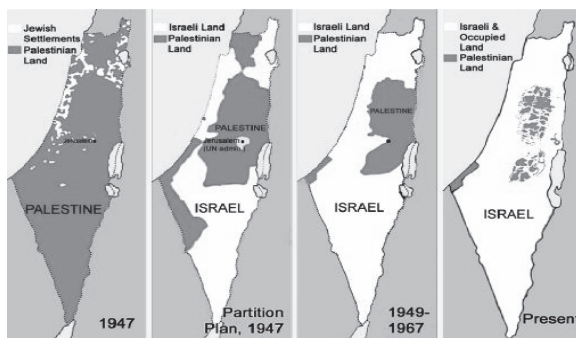 Jewish
Settlements
Palestinian
Land
Jerusalem
PALESTINE
1947
Israeli Land
Palestinian
Land
PALESTINE
Jerusalem
(UN admin.)
ISRAEL
Partition
Plan, 1947
Israeli Land
Palestinian
Land
PALESTINE
ISRAEL
1949-
1967
Israeli &
Occupied
Land
Palestinian
Land
ISRAEL
Present